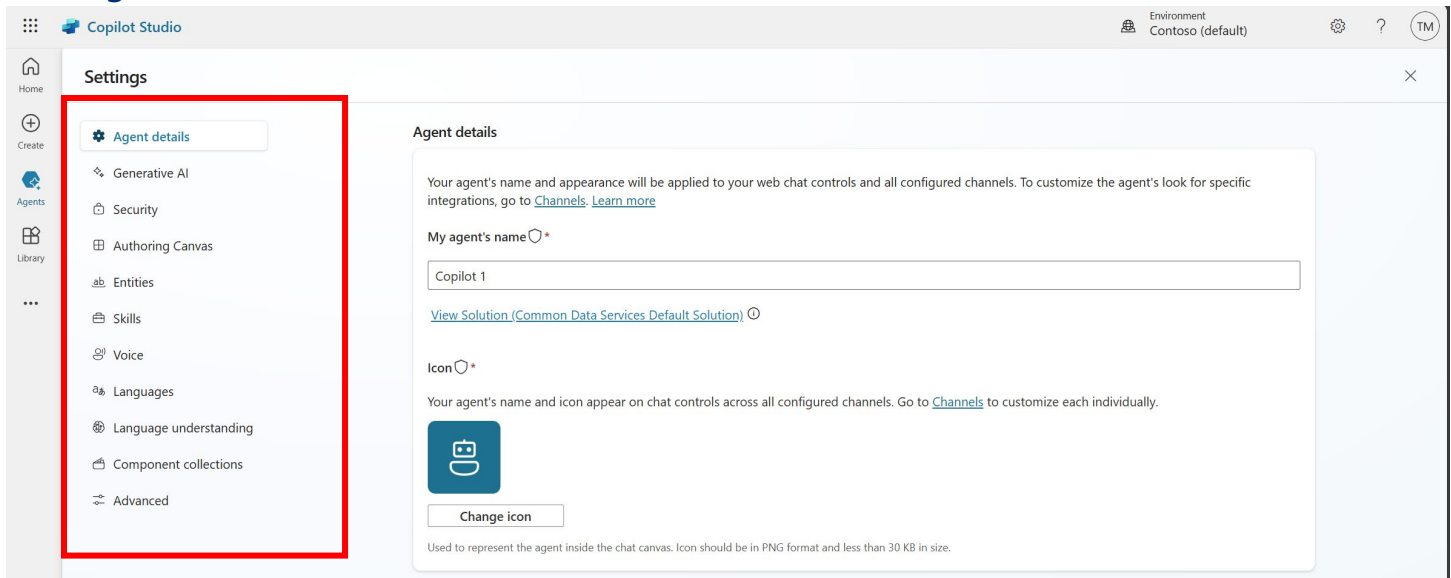 Copilot Studio
Environment
Contoso (default)
?
TM
Home
Create
Agents
Library
Settings
Agent details
Generative AI
Security
Authoring Canvas
ab Entities
Skills
Voice
Languages
Language understanding
Component collections
Advanced
Agent details
Your agent's name and appearance will be applied to your web chat controls and all configured channels. To customize the agent's look for specific
integrations, go to Channels. Learn more
My agent's name *
Copilot 1
View Solution (Common Data Services Default Solution)
Icon *
Your agent's name and icon appear on chat controls across all configured channels. Go to Channels to customize each individually.
Change icon
Used to represent the agent inside the chat canvas. Icon should be in PNG format and less than 30 KB in size.